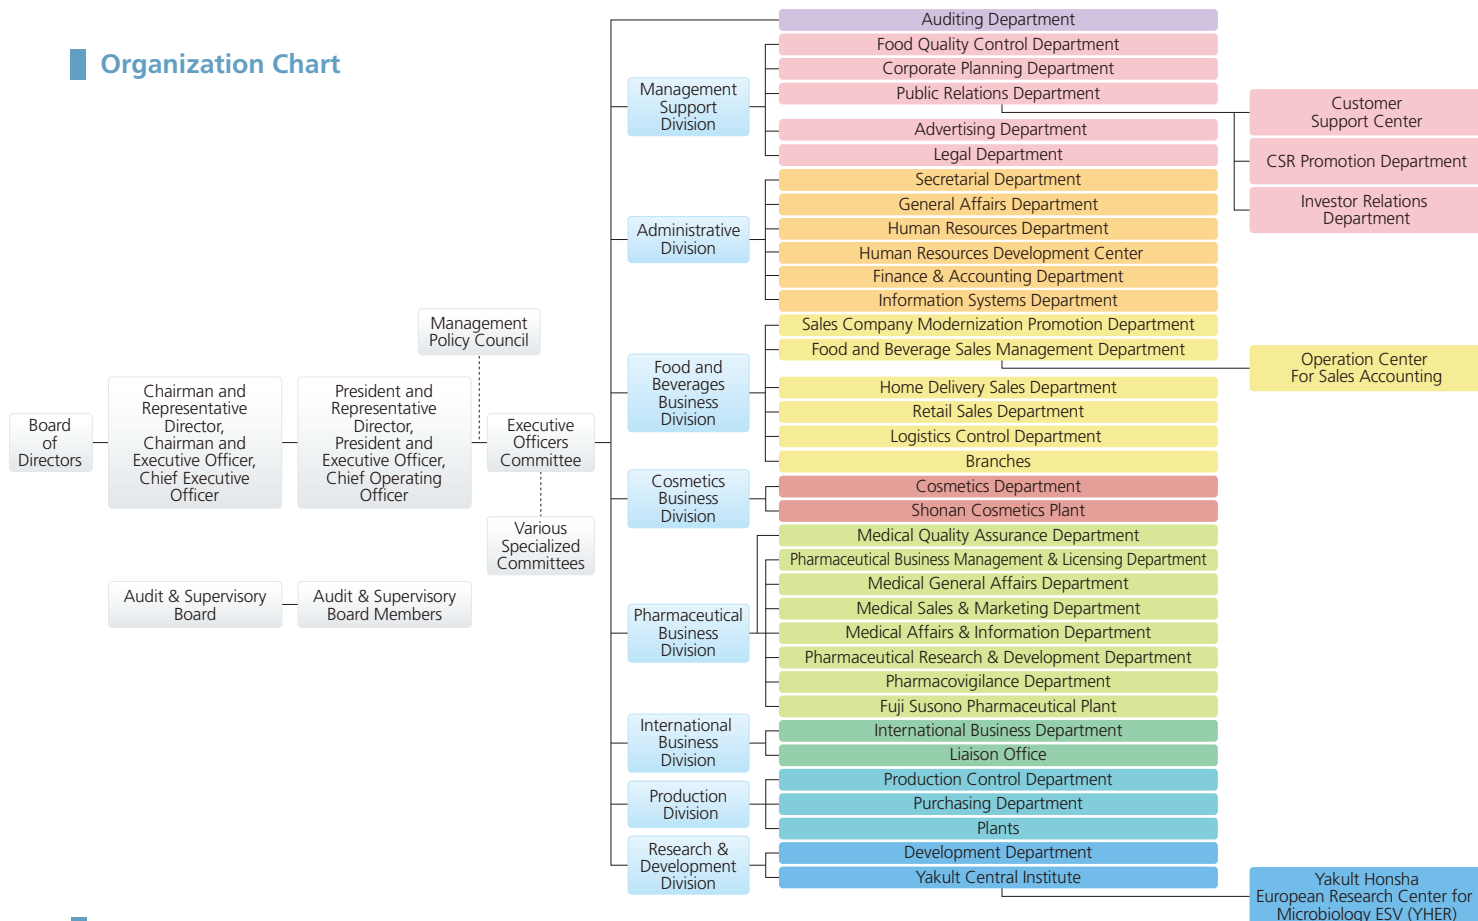 Organization Chart
Board
of
Directors
Chairman and
Representative
Director,
Chairman and
Executive Officer,
Chief Executive
Officer
President and
Representative
Director,
President and
Executive Officer,
Chief Operating
Officer
Management
Policy Council
Executive
Officers
Committee
Various
Specialized
Committees
Audit & Supervisory
Board
Audit & Supervisory
Board Members
Auditing Department
Management
Support
Division
Food Quality Control Department
Corporate Planning Department
Public Relations Department
Customer
Support Center
CSR Promotion Department
Investor Relations
Department
Advertising Department
Legal Department
Administrative
Division
Secretarial Department
General Affairs Department
Human Resources Department
Human Resources Development Center
Finance & Accounting Department
Information Systems Department
Food and
Beverages
Business
Division
Sales Company Modernization Promotion Department
Food and Beverage Sales Management Department
Operation Center
For Sales Accounting
Home Delivery Sales Department
Retail Sales Department
Logistics Control Department
Branches
Cosmetics
Business
Division
Cosmetics Department
Shonan Cosmetics Plant
Pharmaceutical
Business
Division
Medical Quality Assurance Department
Pharmaceutical Business Management & Licensing Department
Medical General Affairs Department
Medical Sales & Marketing Department
Medical Affairs & Information Department
Pharmaceutical Research & Development Department
Pharmacovigilance Department
Fuji Susono Pharmaceutical Plant
International
Business
Division
International Business Department
Liaison Office
Production
Division
Production Control Department
Purchasing Department
Plants
Research &
Development
Division
Development Department
Yakult Central Institute
Yakult Honsha
European Research Center for
Microbiology ESV (YHER)